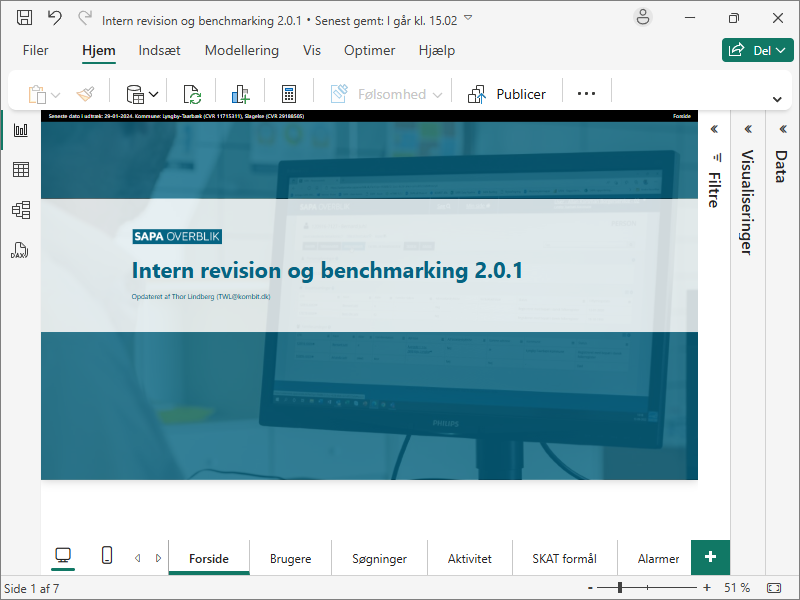 Intern revision og benchmarking 2.0.1 • Senest gemt: I går kl. 15.02
Filer Hjem Indsæt Modellering Vis Optimer Hjælp Del
Følsomhed Publicer
Seneste dato i udtræk: 29-01-2024. Kommune: Lyngby-Taarbæk (CVR 11715311), Slagelse (CVR 29188505) Forside
DAX
Filtre
Visualiseringer
Data
SAPA OVERBLIK
Intern revision og benchmarking 2.0.1
Opdateret af Thor Lindberg (TWL@kombit.dk)
PHILIPS
Forside Brugere Søgninger Aktivitet SKAT formål Alarmer +
Side 1 af 7 - + 51 %